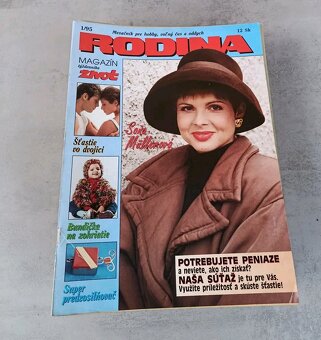 1/95
Mesačník pre hobby, voľný čas a oddych
12 Sk
RODINA
MAGAZÍN
týždenníka
život
Šťastie
vo dvojici
Soňa
Müllerová
Bundička
na zohriatie
Super
predzosilňovač
POTREBUJETE PENIAZE
a neviete, ako ich získať?
NAŠA SÚŤAŽ je tu pre Vás.
Využite príležitosť a skúste šťastie!